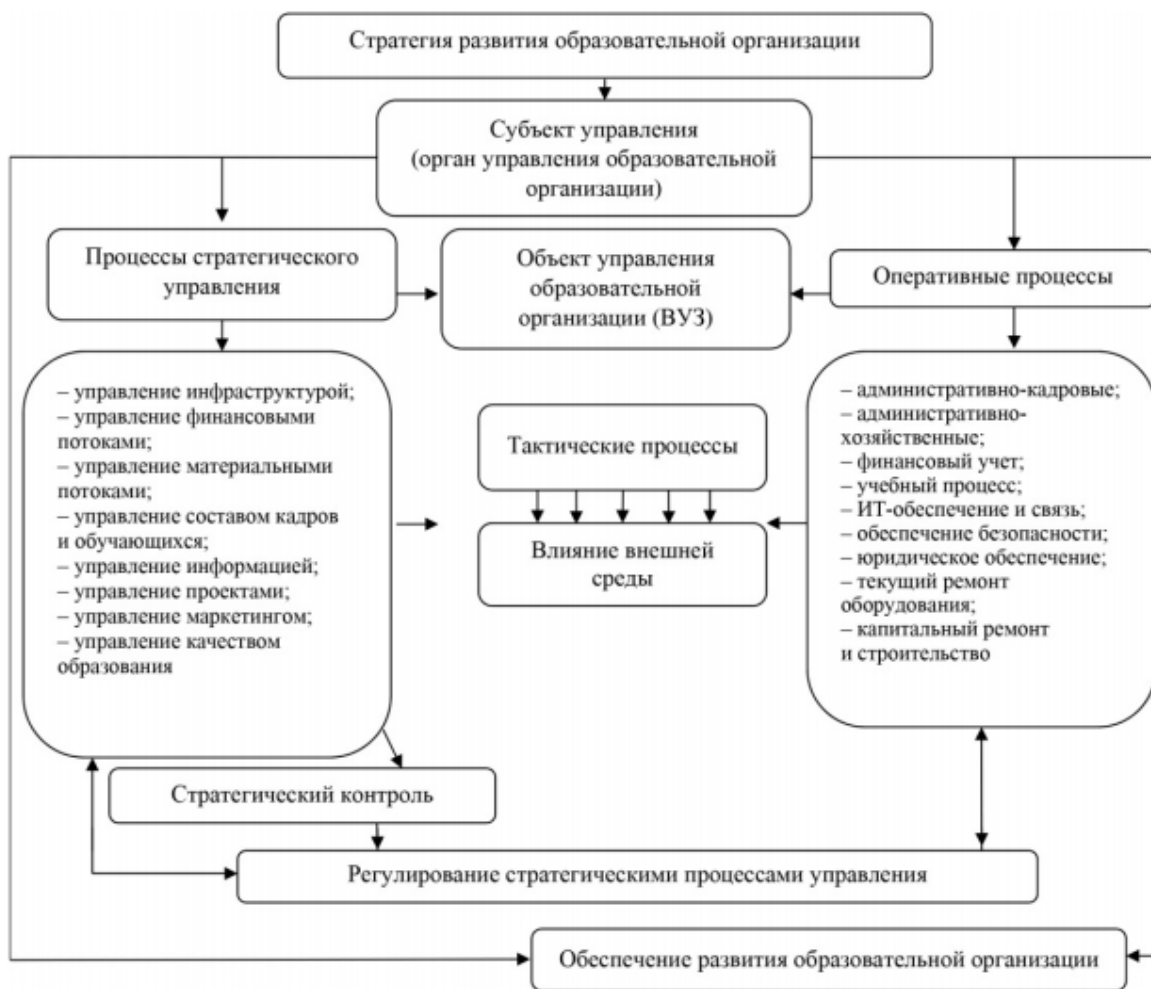 Стратегия развития образовательной организации
Субъект управления
(орган управления образовательной
организации)
Процессы стратегического
управления
Объект управления
образовательной
организации (ВУЗ)
Оперативные процессы
– управление инфраструктурой;
– управление финансовыми
потоками;
– управление материальными
потоками;
– управление составом кадров
и обучающихся;
– управление информацией;
– управление проектами;
– управление маркетингом;
– управление качеством
образования
Тактические процессы
Влияние внешней
среды
– административно-кадровые;
– административно-
хозяйственные;
– финансовый учет;
– учебный процесс;
– ИТ-обеспечение и связь;
– обеспечение безопасности;
– юридическое обеспечение;
– текущий ремонт
оборудования;
– капитальный ремонт
и строительство
Стратегический контроль
Регулирование стратегическими процессами управления
Обеспечение развития образовательной организации